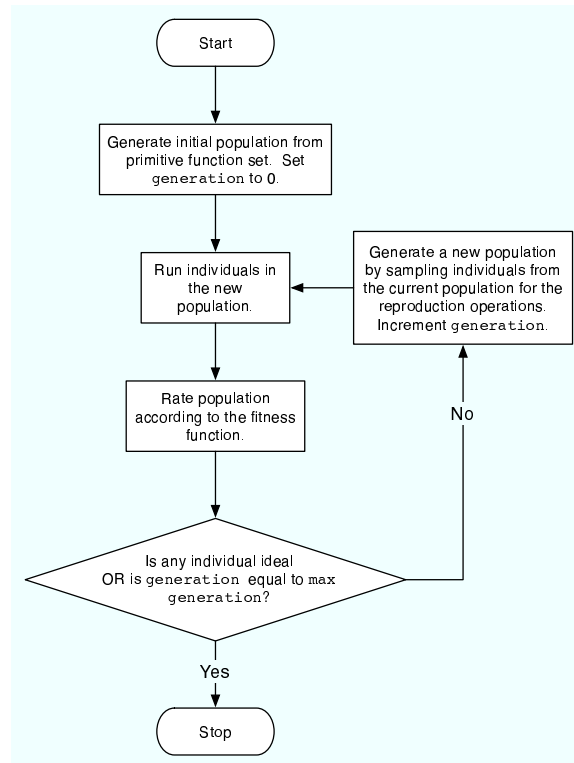 Start
Generate initial population from
primitive function set. Set
generation to 0.
Run individuals in
the new
population.
Generate a new population
by sampling individuals from
the current population for the
reproduction operations.
Increment generation.
Rate population
according to the fitness
function.
No
Is any individual ideal
OR is generation equal to max
generation?
Yes
Stop